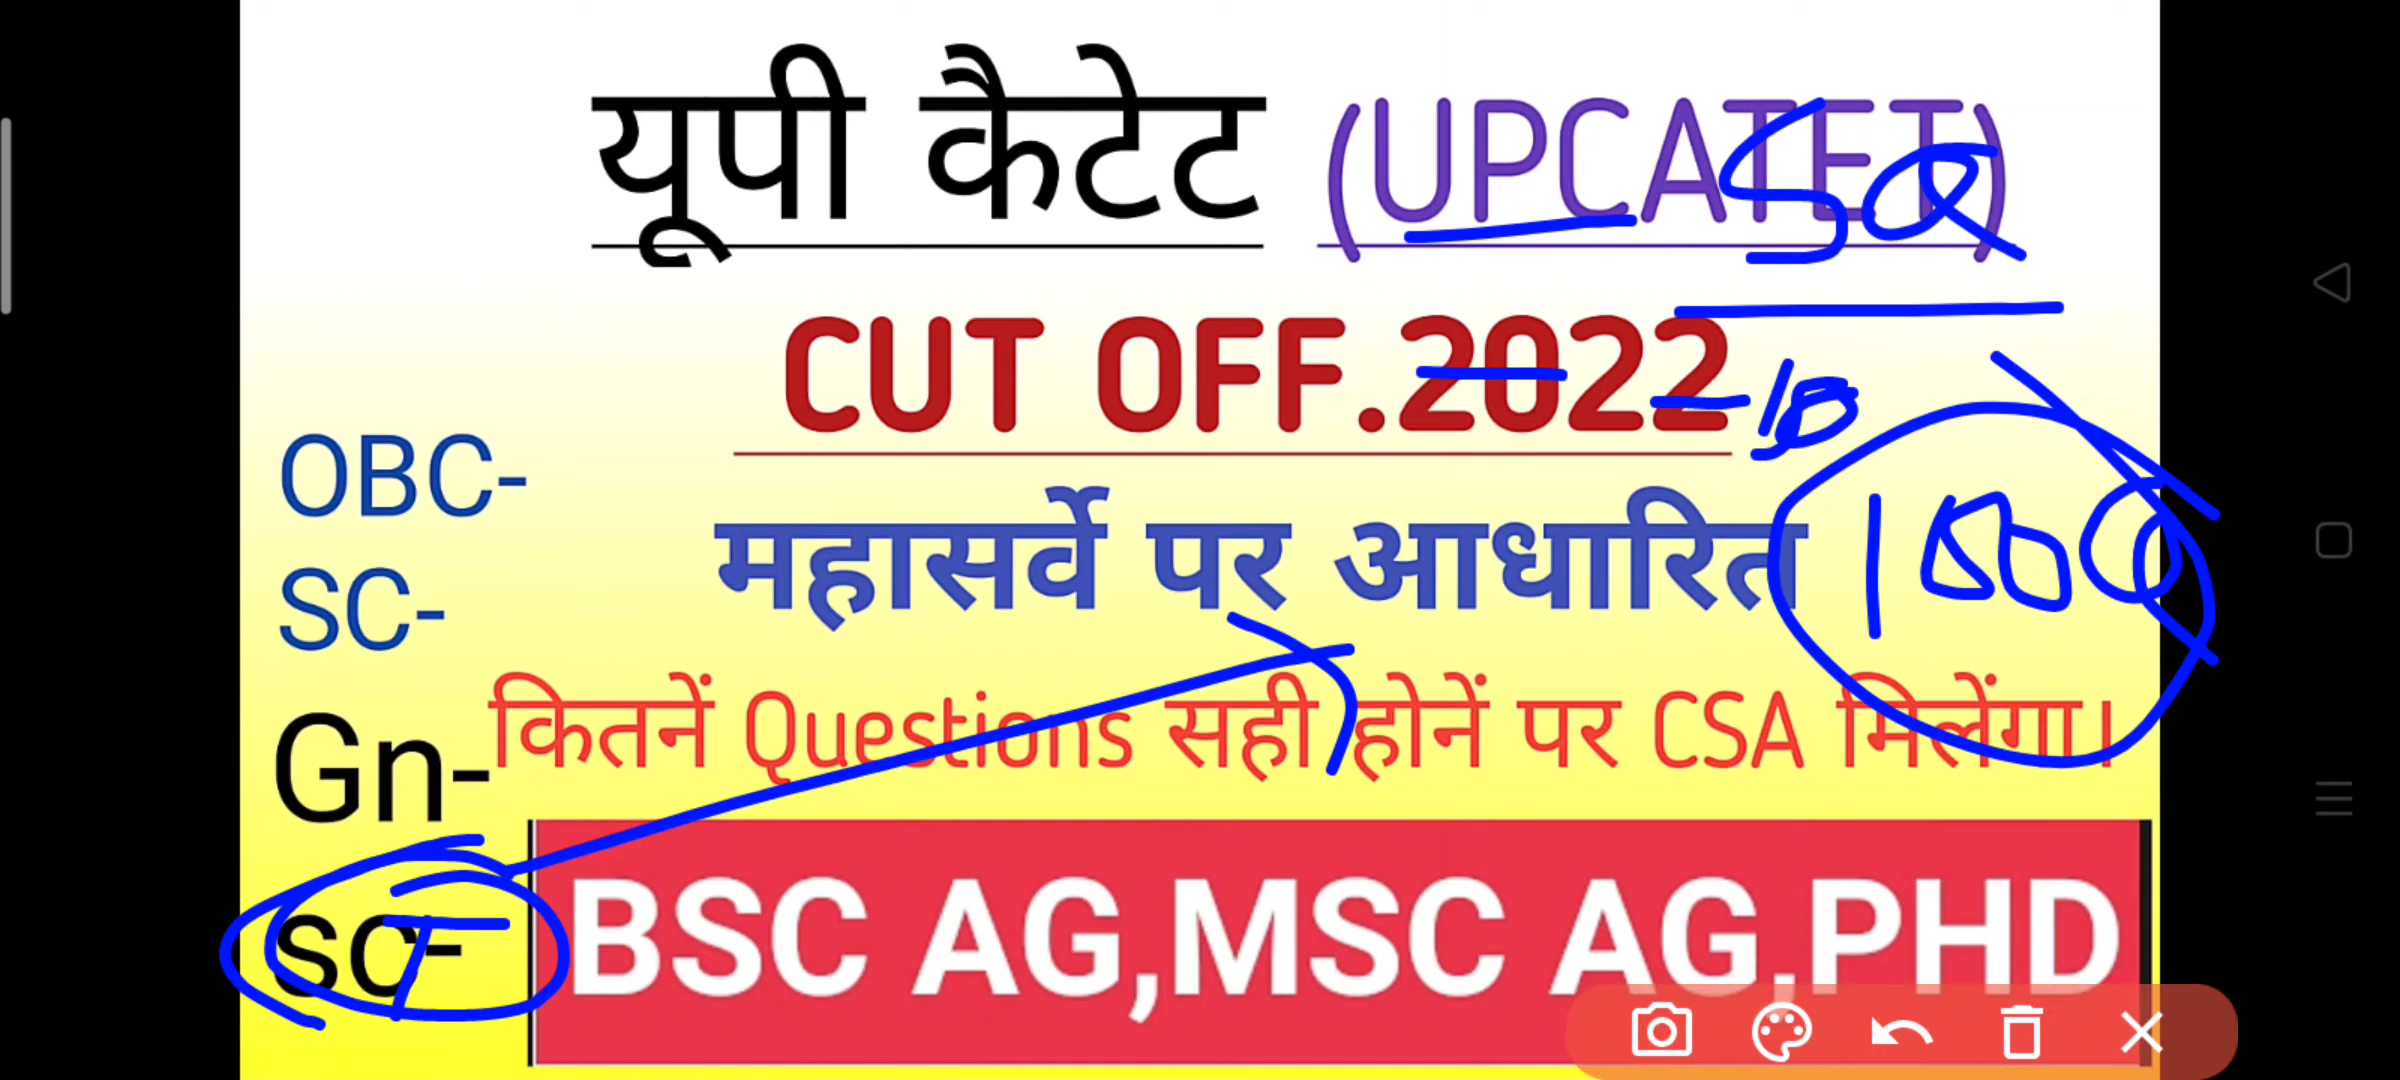 यूपी कैटेट (UPCATET)
CUT OFF.2022
OBC-
महासर्वे पर आधारित
SC-
कितनें Questions सही होनें पर CSA मिलेंगा।
Gn-
sc-
BSC AG,MSC AG,PHD